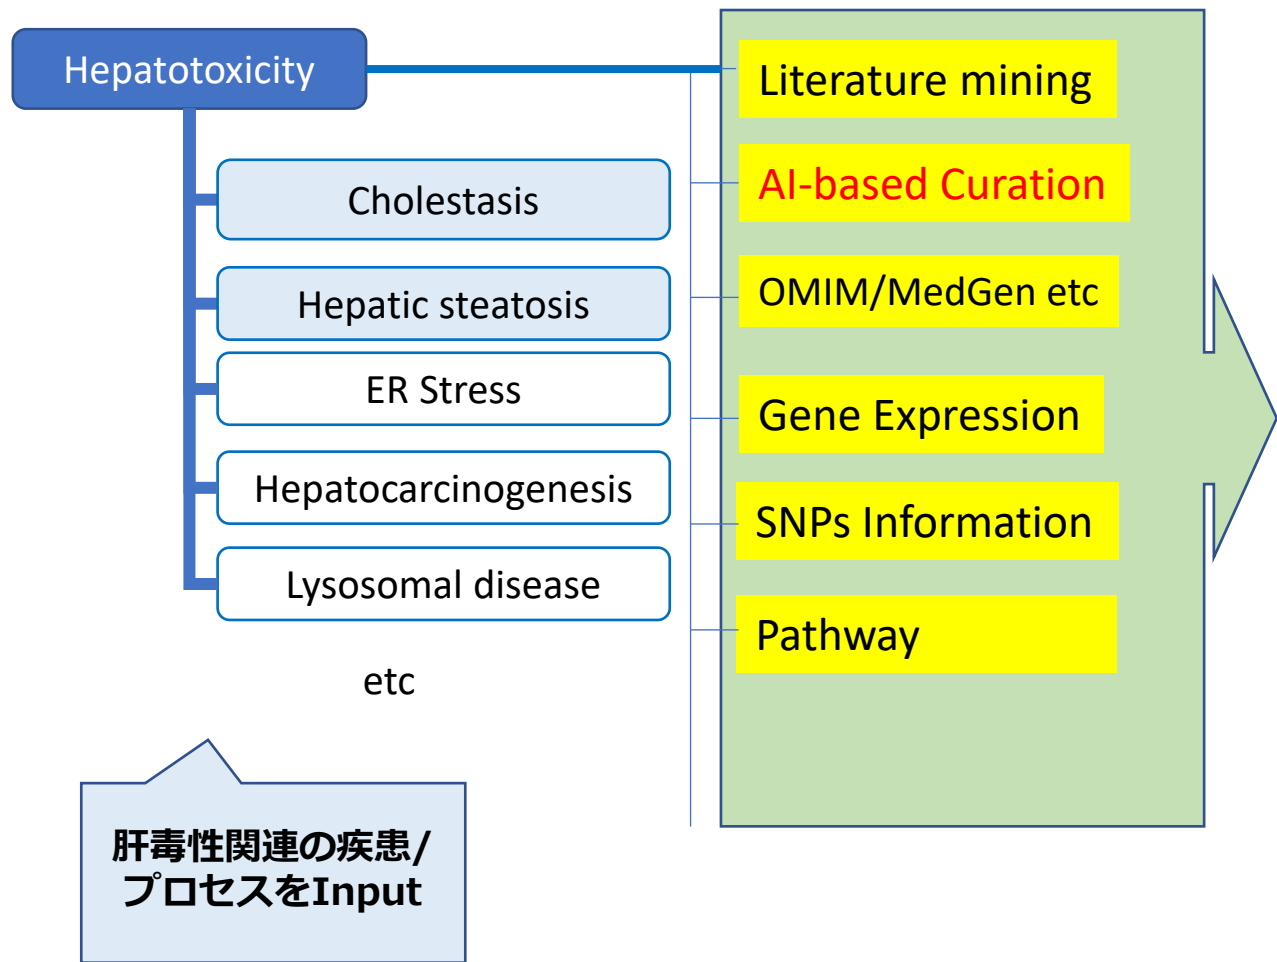 Hepatotoxicity
Cholestasis
Hepatic steatosis
ER Stress
Hepatocarcinogenesis
Lysosomal disease
etc
肝毒性関連の疾患/
プロセスをInput
Literature mining
AI-based Curation
OMIM/MedGen etc
Gene Expression
SNPs Information
Pathway